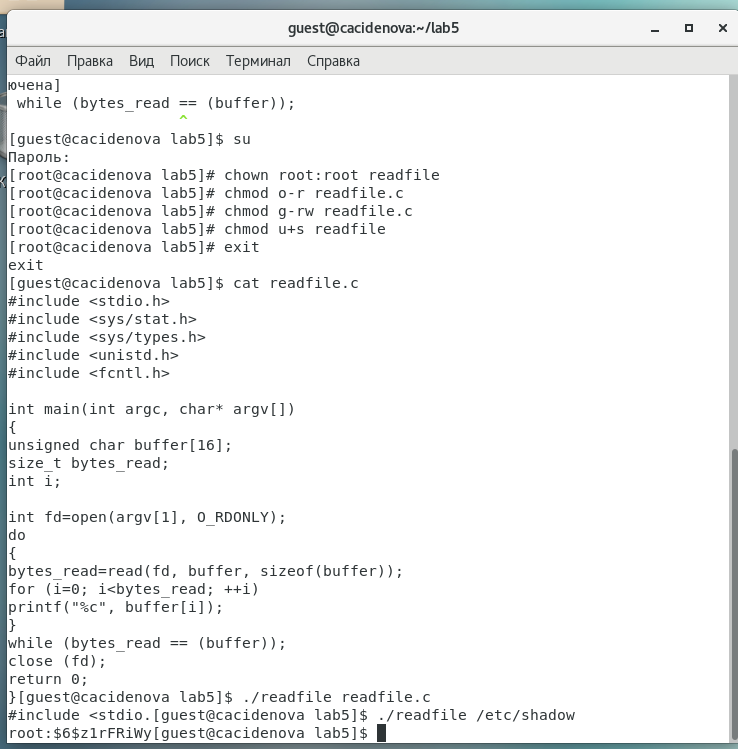 guest@cacidenova:~/lab5
Файл Правка Вид Поиск Терминал Справка
ючена]
 while (bytes_read == (buffer));
                   ^
[guest@cacidenova lab5]$ su
Пароль:
[root@cacidenova lab5]# chown root:root readfile
[root@cacidenova lab5]# chmod o-r readfile.c
[root@cacidenova lab5]# chmod g-rw readfile.c
[root@cacidenova lab5]# chmod u+s readfile
[root@cacidenova lab5]# exit
exit
[guest@cacidenova lab5]$ cat readfile.c
#include <stdio.h>
#include <sys/stat.h>
#include <sys/types.h>
#include <unistd.h>
#include <fcntl.h>

int main(int argc, char* argv[])
{
unsigned char buffer[16];
size_t bytes_read;
int i;

int fd=open(argv[1], O_RDONLY);
do
{
bytes_read=read(fd, buffer, sizeof(buffer));
for (i=0; i<bytes_read; ++i)
printf("%c", buffer[i]);
}
while (bytes_read == (buffer));
close (fd);
return 0;
}[guest@cacidenova lab5]$ ./readfile readfile.c
#include <stdio.[guest@cacidenova lab5]$ ./readfile /etc/shadow
root:$6$z1rFRiWy[guest@cacidenova lab5]$